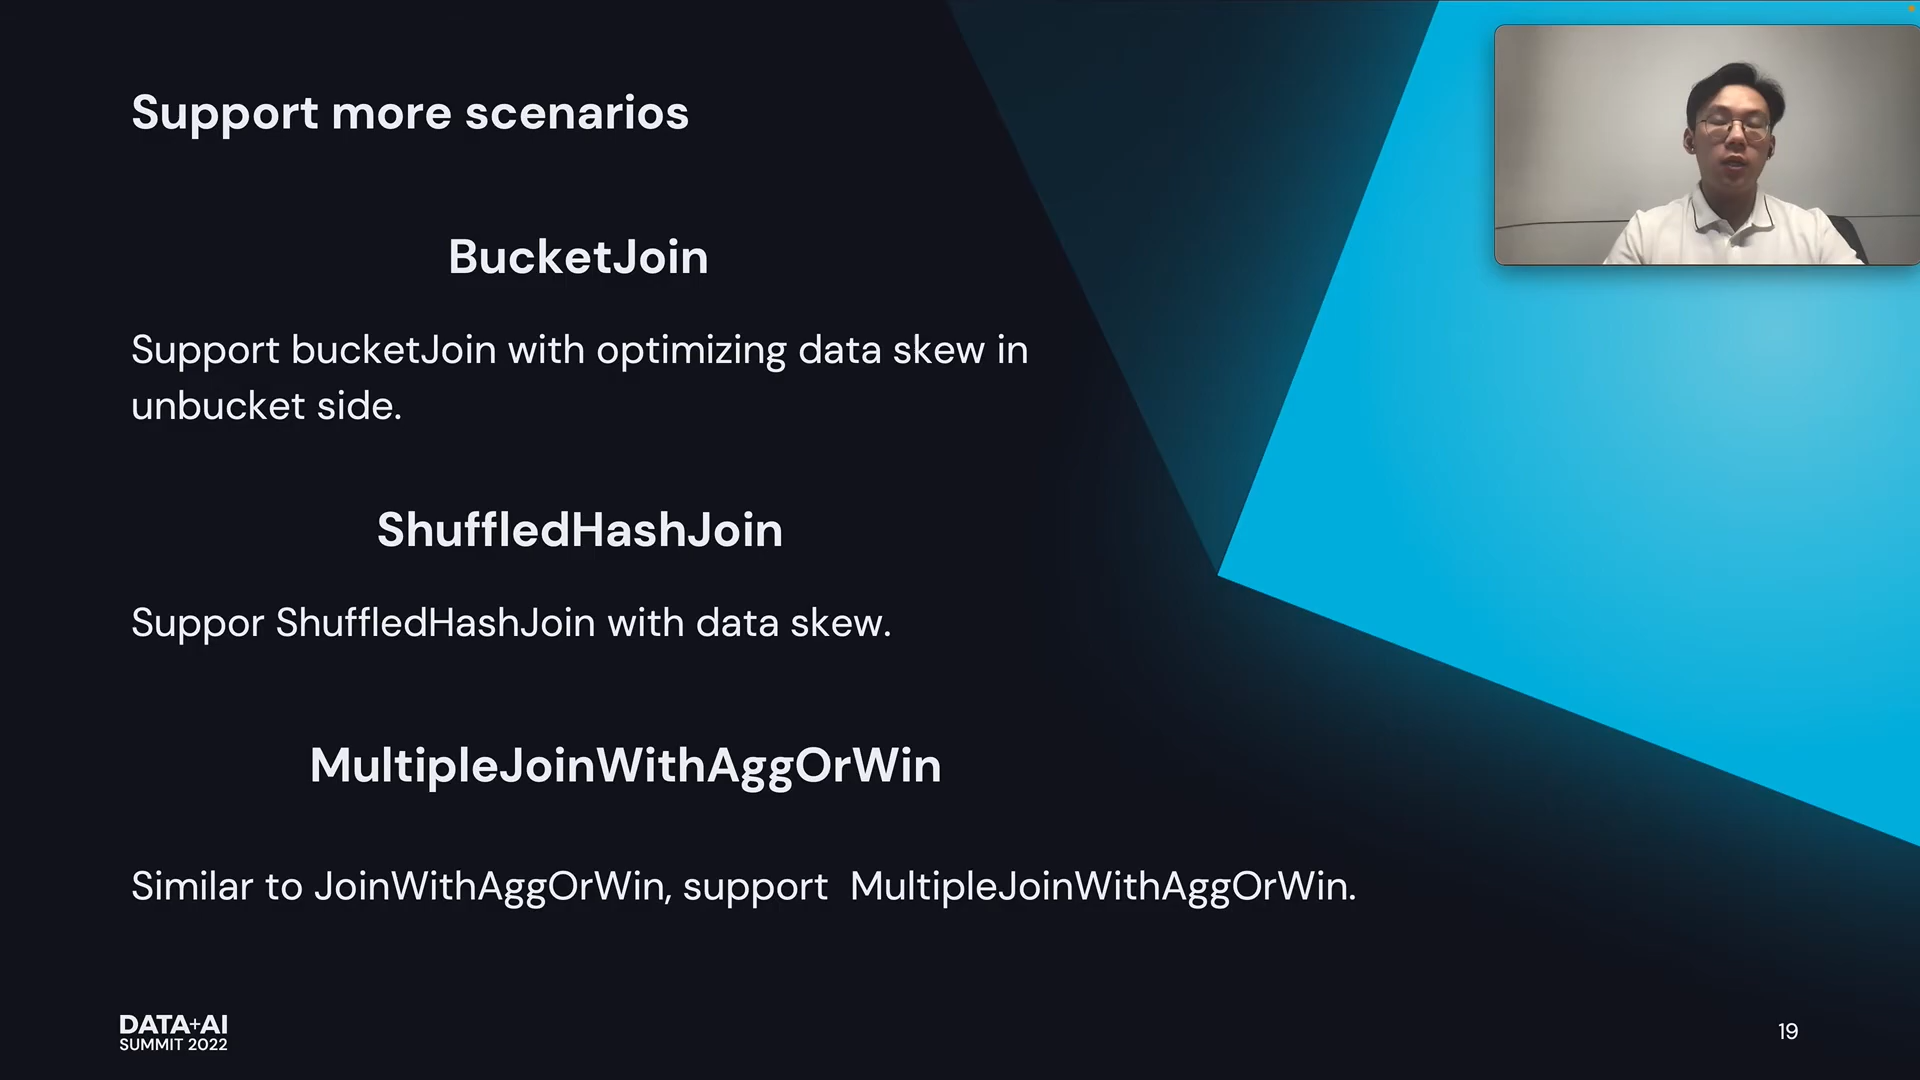 Support more scenarios
BucketJoin
Support bucketJoin with optimizing data skew in
unbucket side.
ShuffledHashJoin
Suppor ShuffledHashJoin with data skew.
MultipleJoinWithAggOrWin
Similar to JoinWithAggOrWin, support  MultipleJoinWithAggOrWin.
DATA+AI
SUMMIT 2022
19